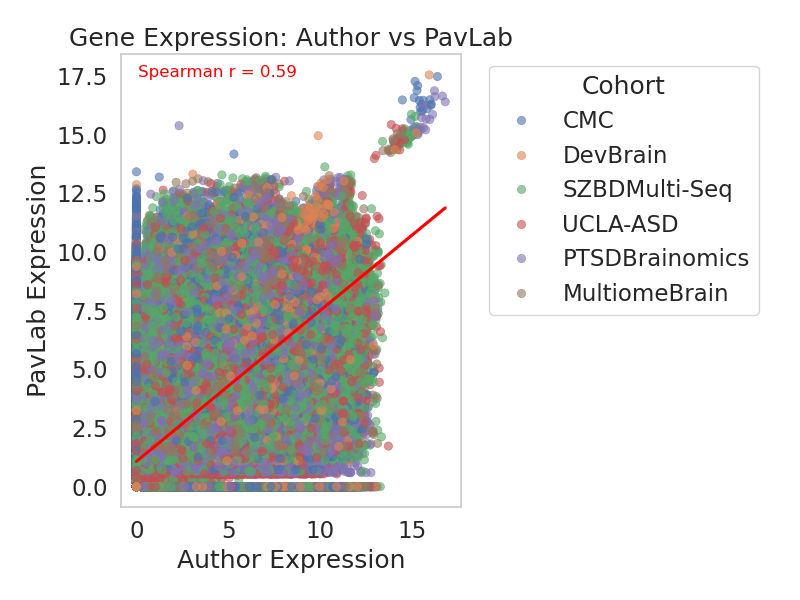 Gene Expression: Author vs PavLab
Spearman r = 0.59
17.5
15.0
12.5
10.0
7.5
5.0
2.5
0.0
PavLab Expression
0 5 10 15
Author Expression
Cohort
CMC
DevBrain
SZBDMulti-Seq
UCLA-ASD
PTSDBrainomics
MultiomeBrain